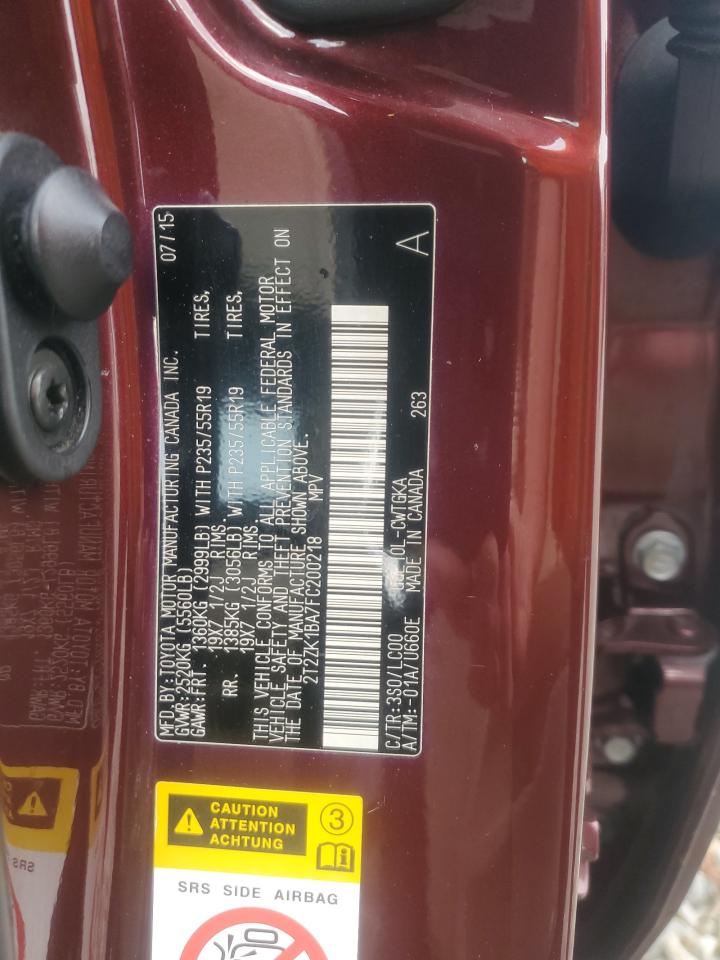 MFD.BY:TOYOTA MOTOR MANUFACTURING CANADA INC. 07/15
GVWR:2520KG (5560LB)
GAWR:FRT. 1360KG (2999LB) WITH P235/55R19 TIRES,
19X7 1/2J RIMS
RR. 1385KG (3056LB) WITH P235/55R19 TIRES,
19X7 1/2J RIMS
THIS VEHICLE CONFORMS TO ALL APPLICABLE FEDERAL MOTOR
VEHICLE SAFETY AND THEFT PREVENTION STANDARDS IN EFFECT ON
THE DATE OF MANUFACTURE SHOWN ABOVE.
2T2ZK1BA7FC200218 MPV
C/TR:3S0/LC00
A/TM:-01A/U660E MADE IN CANADA 263
A
CAUTION
ATTENTION
ACHTUNG
3
SRS SIDE AIRBAG